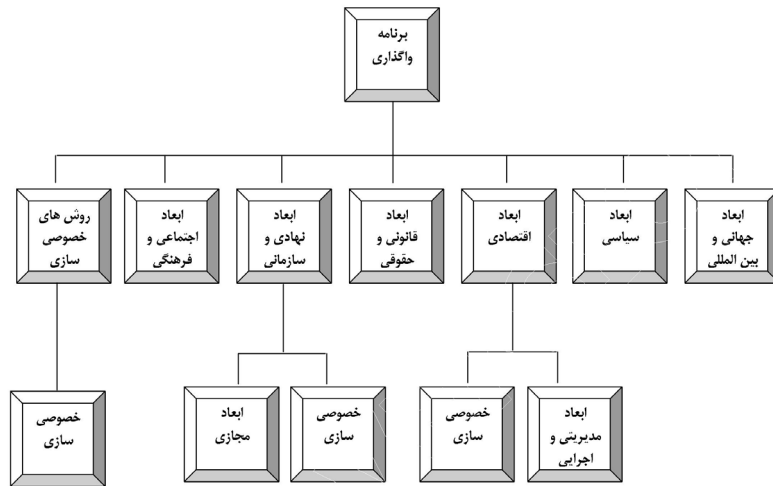 برنامه
واگذاری
ابعاد
جهانی و
بین المللی
ابعاد
سیاسی
ابعاد
اقتصادی
ابعاد
قانونی و
حقوقی
ابعاد
نهادی و
سازمانی
ابعاد
اجتماعی و
فرهنگی
روش های
خصوصی
سازی
ابعاد
مدیریتی و
اجرایی
خصوصی
سازی
خصوصی
سازی
ابعاد
مجازی
خصوصی
سازی